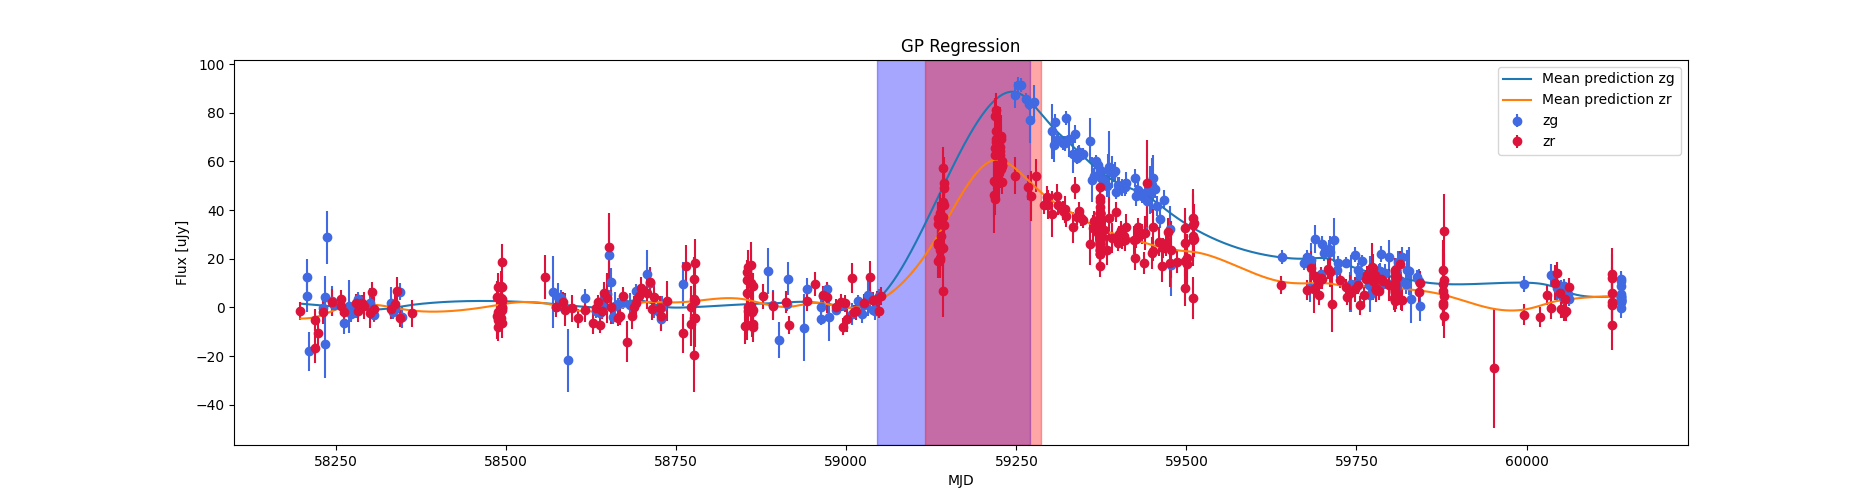 GP Regression
100
80
60
40
20
0
−20
−40
Flux [uJy]
58250
58500
58750
59000
59250
59500
59750
60000
MJD
Mean prediction zg
Mean prediction zr
zg
zr